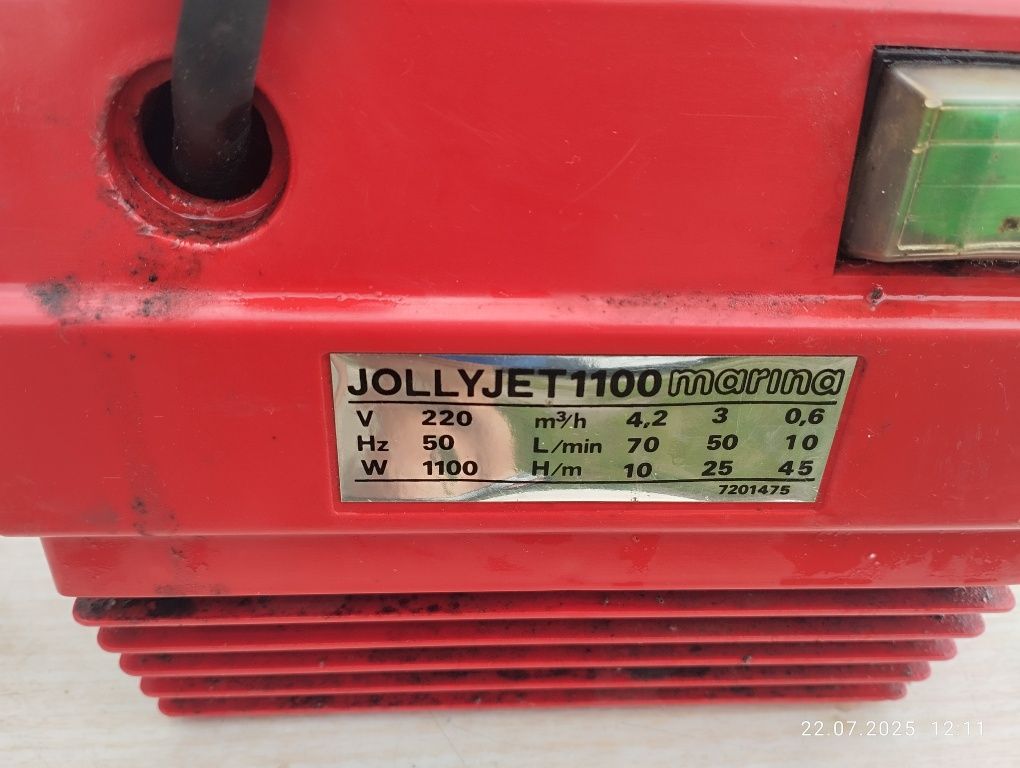 JOLLYJET1100 marina
V 220 m³/h 4,2 3 0,6
Hz 50 L/min 70 50 10
W 1100 H/m 10 25 45
7201475
22.07.2025 12:11